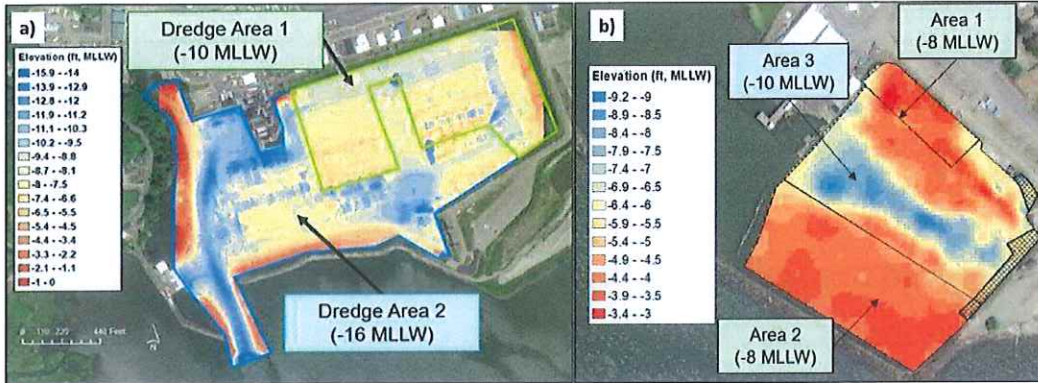 a)
Dredge Area 1
(-10 MLLW)
Elevation (ft, MLLW)
-15.9 - -14
-13.9 - -12.9
-12.8 - -12
-11.9 - -11.2
-11.1 - -10.3
-10.2 - -9.5
-9.4 - -8.8
-8.7 - -8.1
-8 - -7.5
-7.4 - -6.6
-6.5 - -5.5
-5.4 - -4.5
-4.4 - -3.4
-3.3 - -2.2
-2.1 - -1.1
-1 - 0
Dredge Area 2
(-16 MLLW)
0 110 220 440 Feet
N
b)
Area 1
(-8 MLLW)
Area 3
(-10 MLLW)
Elevation (ft, MLLW)
-9.2 - -9
-8.9 - -8.5
-8.4 - -8
-7.9 - -7.5
-7.4 - -7
-6.9 - -6.5
-6.4 - -6
-5.9 - -5.5
-5.4 - -5
-4.9 - -4.5
-4.4 - -4
-3.9 - -3.5
-3.4 - -3
Area 2
(-8 MLLW)